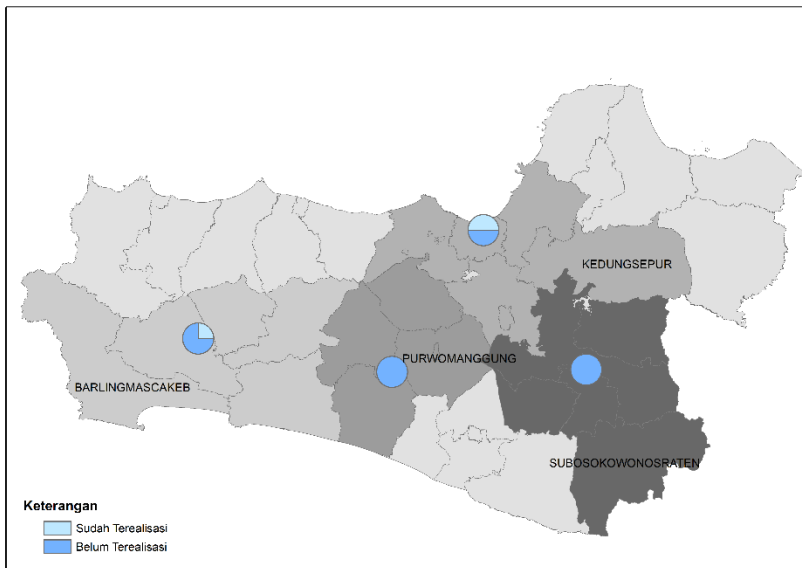 KEDUNGSEPUR
PURWOMANGGUNG
BARLINGMASCAKEB
SUBOSOKOWONOSRATEN
Keterangan
Sudah Terealisasi
Belum Terealisasi